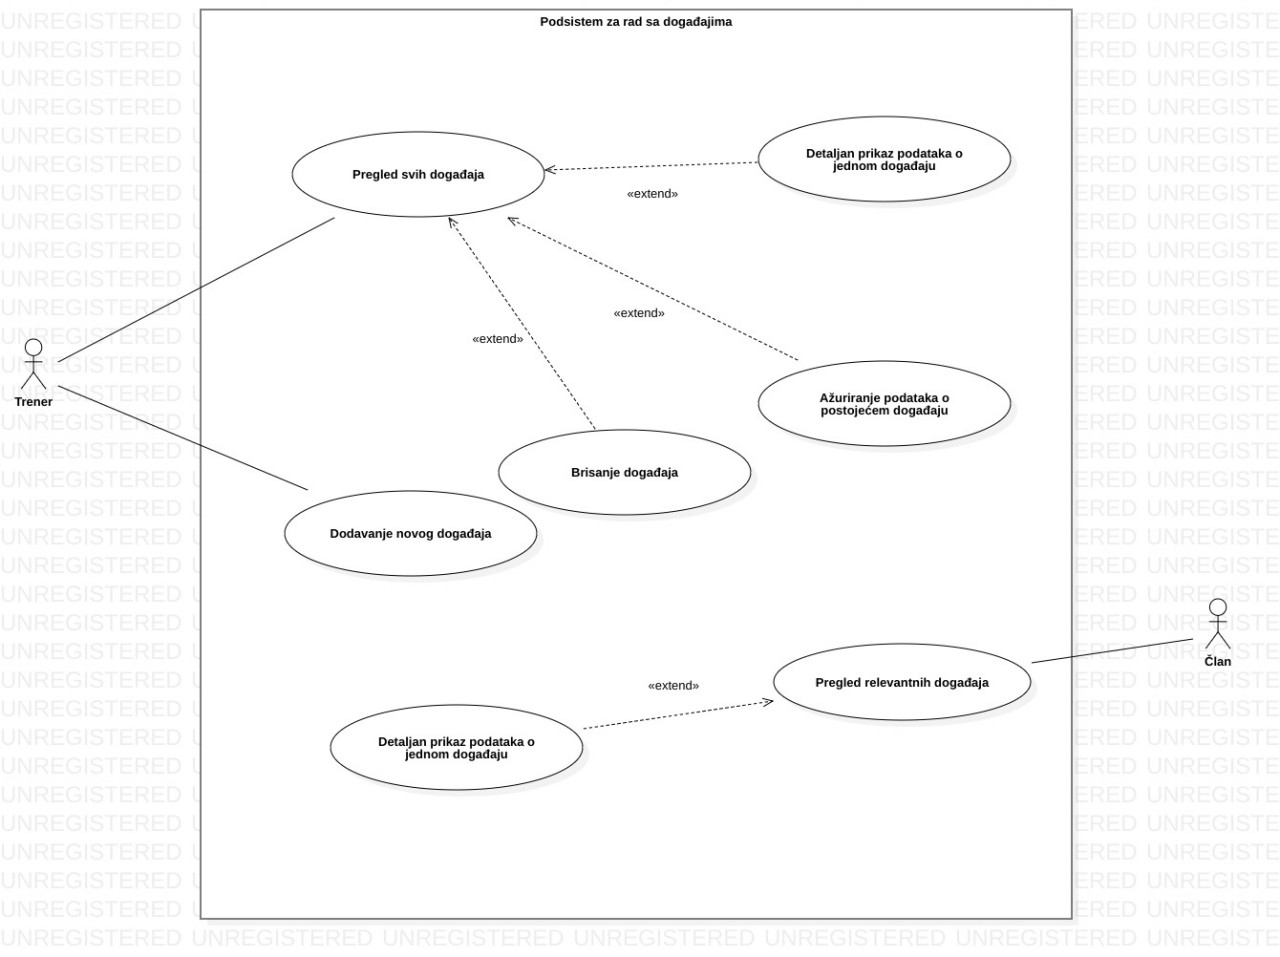 Podsistem za rad sa događajima
Detaljan prikaz podataka o
jednom događaju
Pregled svih događaja
«extend»
«extend»
«extend»
Trener
Ažuriranje podataka o
postojećem događaju
Brisanje događaja
Dodavanje novog događaja
Član
Pregled relevantnih događaja
«extend»
Detaljan prikaz podataka o
jednom događaju
UNREGISTERED UNREGISTERED UNREGISTERED UNREGISTERED UNREGISTERED UNREGISTERED UNREGISTE